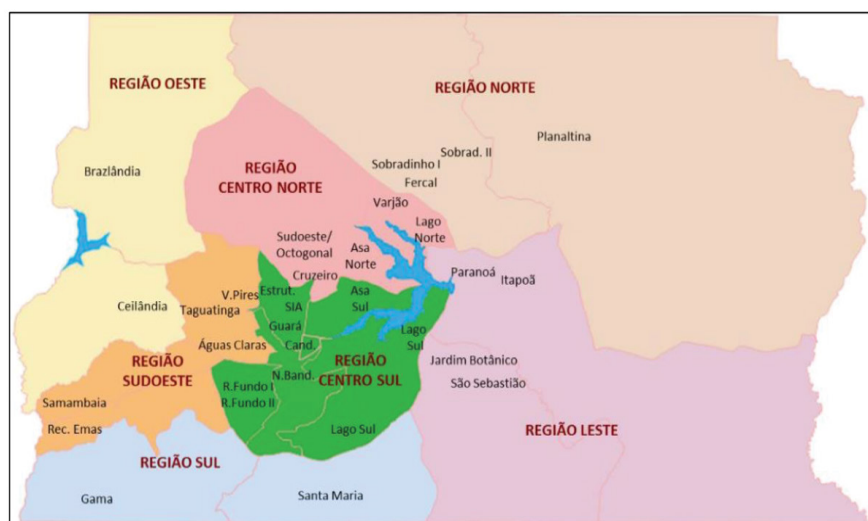 REGIÃO OESTE
Brazlândia
Ceilândia
REGIÃO NORTE
Planaltina
Sobrad. II
Sobradinho I
Fercal
REGIÃO
CENTRO NORTE
Varjão
Lago
Norte
Sudoeste/
Octogonal
Asa
Norte
Cruzeiro
Paranoá
Itapoã
V.Pires
Taguatinga
Águas Claras
REGIÃO
SUDOESTE
Samambaia
Rec. Emas
Estrut.
SIA
Guará
Cand.
Asa
Sul
Lago
Sul
N.Band.
REGIÃO
CENTRO SUL
R.Fundo I
R.Fundo II
Lago Sul
Jardim Botânico
São Sebastião
REGIÃO LESTE
REGIÃO SUL
Gama
Santa Maria